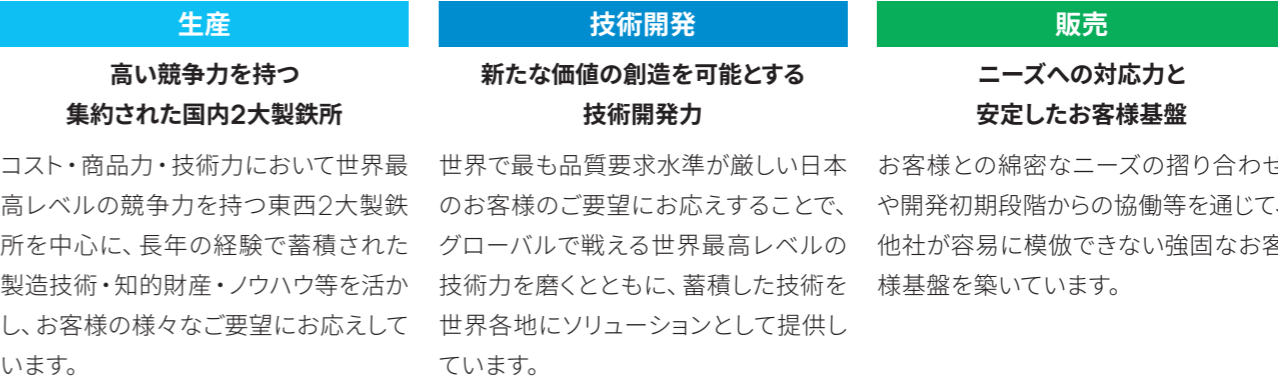 生産
高い競争力を持つ
集約された国内2大製鉄所
コスト・商品力・技術力において世界最
高レベルの競争力を持つ東西2大製鉄
所を中心に、長年の経験で蓄積された
製造技術・知的財産・ノウハウ等を活か
し、お客様の様々なご要望にお応えして
います。
技術開発
新たな価値の創造を可能とする
技術開発力
世界で最も品質要求水準が厳しい日本
のお客様のご要望にお応えすることで、
グローバルで戦える世界最高レベルの
技術力を磨くとともに、蓄積した技術を
世界各地にソリューションとして提供し
ています。
販売
ニーズへの対応力と
安定したお客様基盤
お客様との綿密なニーズの摺り合わせ
や開発初期段階からの協働等を通じて、
他社が容易に模倣できない強固なお客
様基盤を築いています。